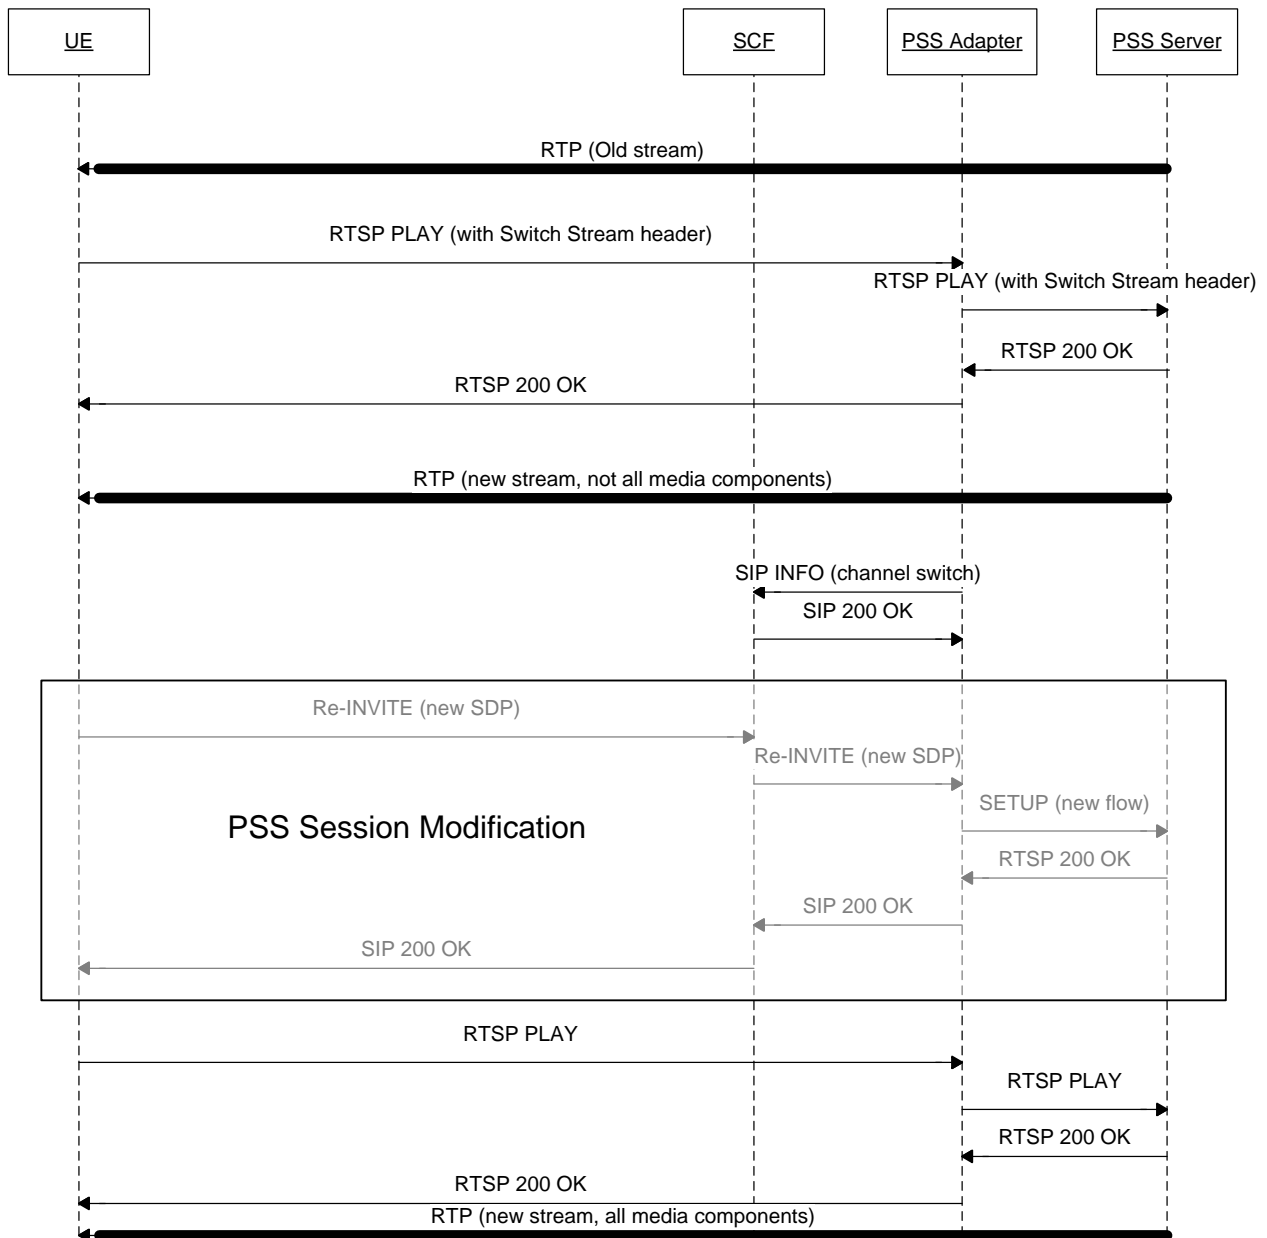 UE
SCF
PSS Adapter
PSS Server
RTP (Old stream)
RTSP PLAY (with Switch Stream header)
RTSP PLAY (with Switch Stream header)
RTSP 200 OK
RTSP 200 OK
RTP (new stream, not all media components)
SIP INFO (channel switch)
SIP 200 OK
Re-INVITE (new SDP)
Re-INVITE (new SDP)
SETUP (new flow)
PSS Session Modification
RTSP 200 OK
SIP 200 OK
SIP 200 OK
RTSP PLAY
RTSP PLAY
RTSP 200 OK
RTSP 200 OK
RTP (new stream, all media components)